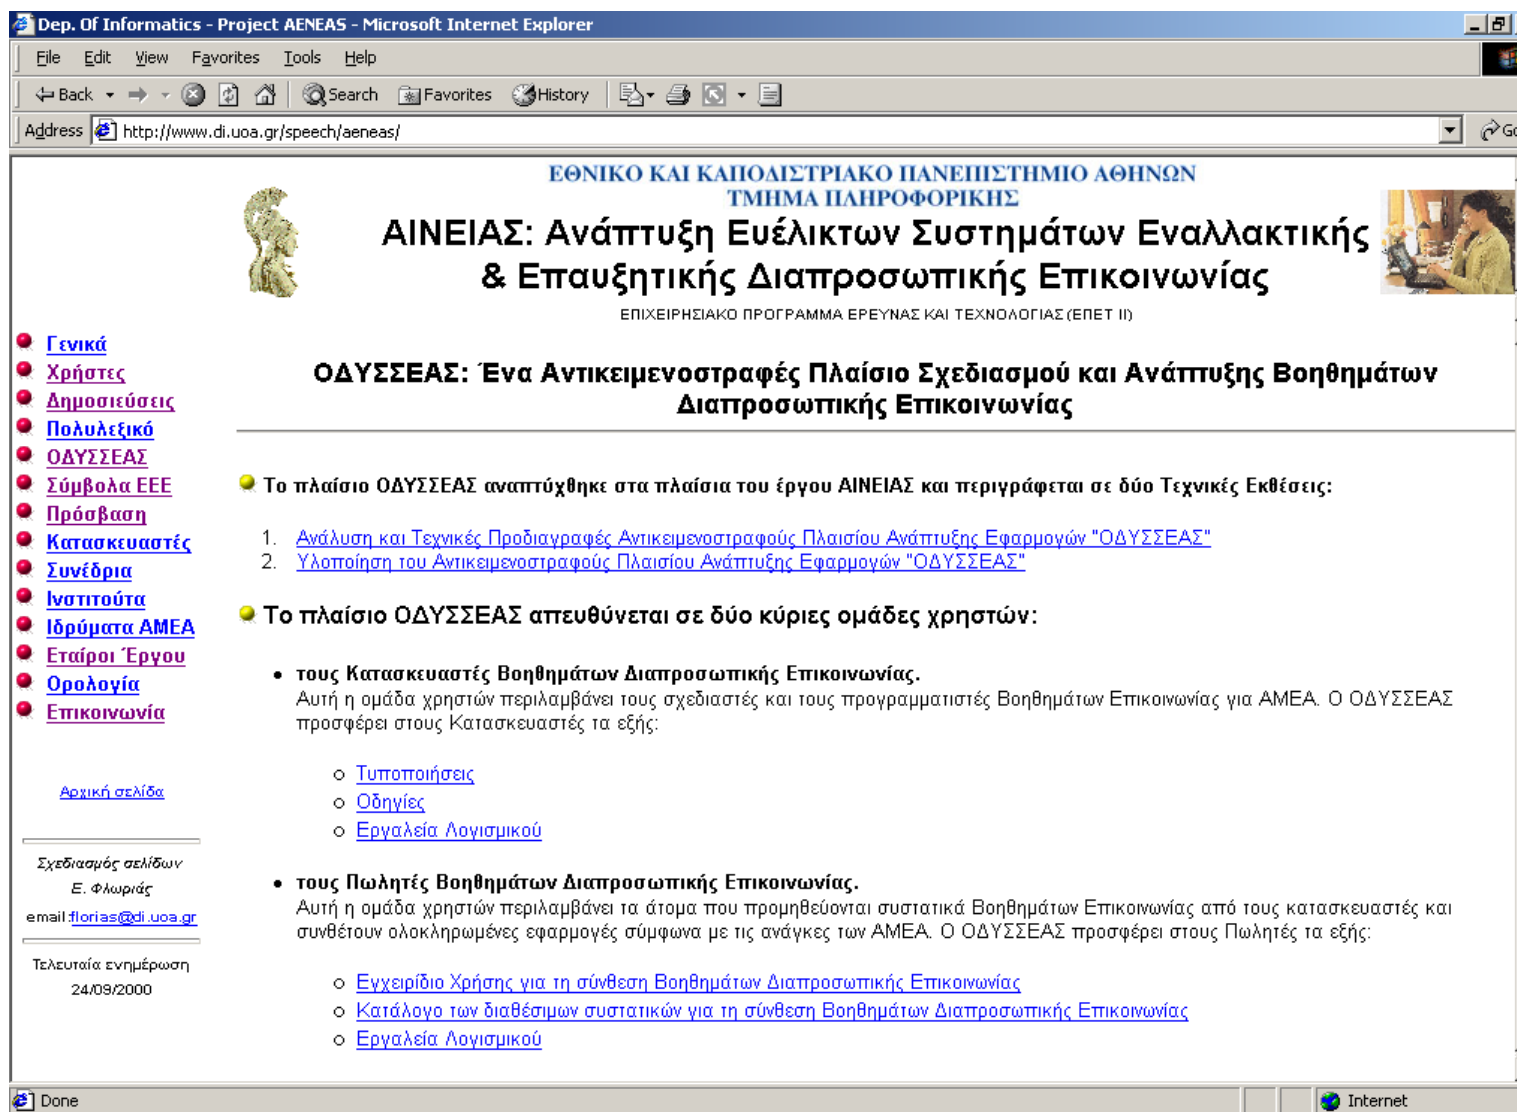 Dep. Of Informatics - Project AENEAS - Microsoft Internet Explorer
File Edit View Favorites Tools Help
Back Search Favorites History
Address http://www.di.uoa.gr/speech/aeneas/
ΕΘΝΙΚΟ ΚΑΙ ΚΑΠΟΔΙΣΤΡΙΑΚΟ ΠΑΝΕΠΙΣΤΗΜΙΟ ΑΘΗΝΩΝ
ΤΜΗΜΑ ΠΛΗΡΟΦΟΡΙΚΗΣ
ΑΙΝΕΙΑΣ: Ανάπτυξη Ευέλικτων Συστημάτων Εναλλακτικής
& Επαυξητικής Διαπροσωπικής Επικοινωνίας
ΕΠΙΧΕΙΡΗΣΙΑΚΟ ΠΡΟΓΡΑΜΜΑ ΕΡΕΥΝΑΣ ΚΑΙ ΤΕΧΝΟΛΟΓΙΑΣ (ΕΠΕΤ ΙΙ)
Γενικά
Χρήστες
Δημοσιεύσεις
Πολυλεξικό
ΟΔΥΣΣΕΑΣ
Σύμβολα ΕΕΕ
Πρόσβαση
Κατασκευαστές
Συνέδρια
Ινστιτούτα
Ιδρύματα ΑΜΕΑ
Εταίροι Έργου
Ορολογία
Επικοινωνία
Αρχική σελίδα
Σχεδιασμός σελίδων
Ε. Φλωριάς
email:florias@di.uoa.gr
Τελευταία ενημέρωση
24/09/2000
ΟΔΥΣΣΕΑΣ: Ένα Αντικειμενοστραφές Πλαίσιο Σχεδιασμού και Ανάπτυξης Βοηθημάτων
Διαπροσωπικής Επικοινωνίας
Το πλαίσιο ΟΔΥΣΣΕΑΣ αναπτύχθηκε στα πλαίσια του έργου ΑΙΝΕΙΑΣ και περιγράφεται σε δύο Τεχνικές Εκθέσεις:
1. Ανάλυση και Τεχνικές Προδιαγραφές Αντικειμενοστραφούς Πλαισίου Ανάπτυξης Εφαρμογών "ΟΔΥΣΣΕΑΣ"
2. Υλοποίηση του Αντικειμενοστραφούς Πλαισίου Ανάπτυξης Εφαρμογών "ΟΔΥΣΣΕΑΣ"
Το πλαίσιο ΟΔΥΣΣΕΑΣ απευθύνεται σε δύο κύριες ομάδες χρηστών:
τους Κατασκευαστές Βοηθημάτων Διαπροσωπικής Επικοινωνίας.
Αυτή η ομάδα χρηστών περιλαμβάνει τους σχεδιαστές και τους προγραμματιστές Βοηθημάτων Επικοινωνίας για ΑΜΕΑ. Ο ΟΔΥΣΣΕΑΣ
προσφέρει στους Κατασκευαστές τα εξής:
Τυποποιήσεις
Οδηγίες
Εργαλεία Λογισμικού
τους Πωλητές Βοηθημάτων Διαπροσωπικής Επικοινωνίας.
Αυτή η ομάδα χρηστών περιλαμβάνει τα άτομα που προμηθεύονται συστατικά Βοηθημάτων Επικοινωνίας από τους κατασκευαστές και
συνθέτουν ολοκληρωμένες εφαρμογές σύμφωνα με τις ανάγκες των ΑΜΕΑ. Ο ΟΔΥΣΣΕΑΣ προσφέρει στους Πωλητές τα εξής:
Εγχειρίδιο Χρήσης για τη σύνθεση Βοηθημάτων Διαπροσωπικής Επικοινωνίας
Κατάλογο των διαθέσιμων συστατικών για τη σύνθεση Βοηθημάτων Διαπροσωπικής Επικοινωνίας
Εργαλεία Λογισμικού
Done Internet